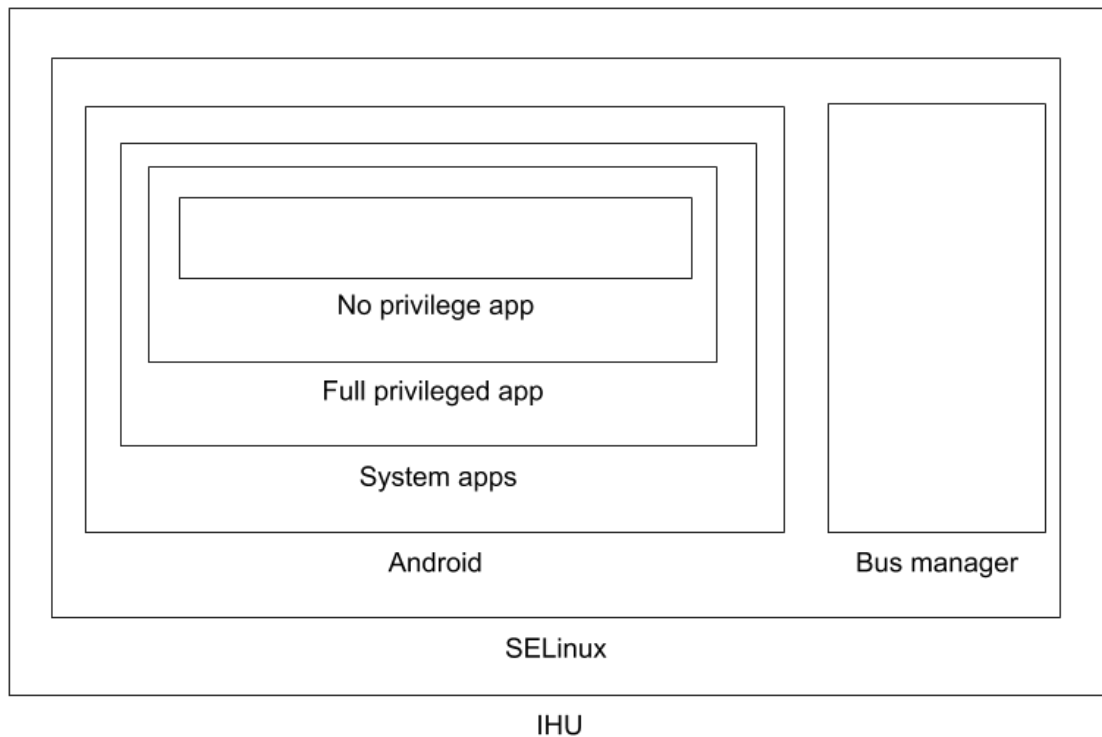 No privilege app
Full privileged app
System apps
Android
Bus manager
SELinux
IHU